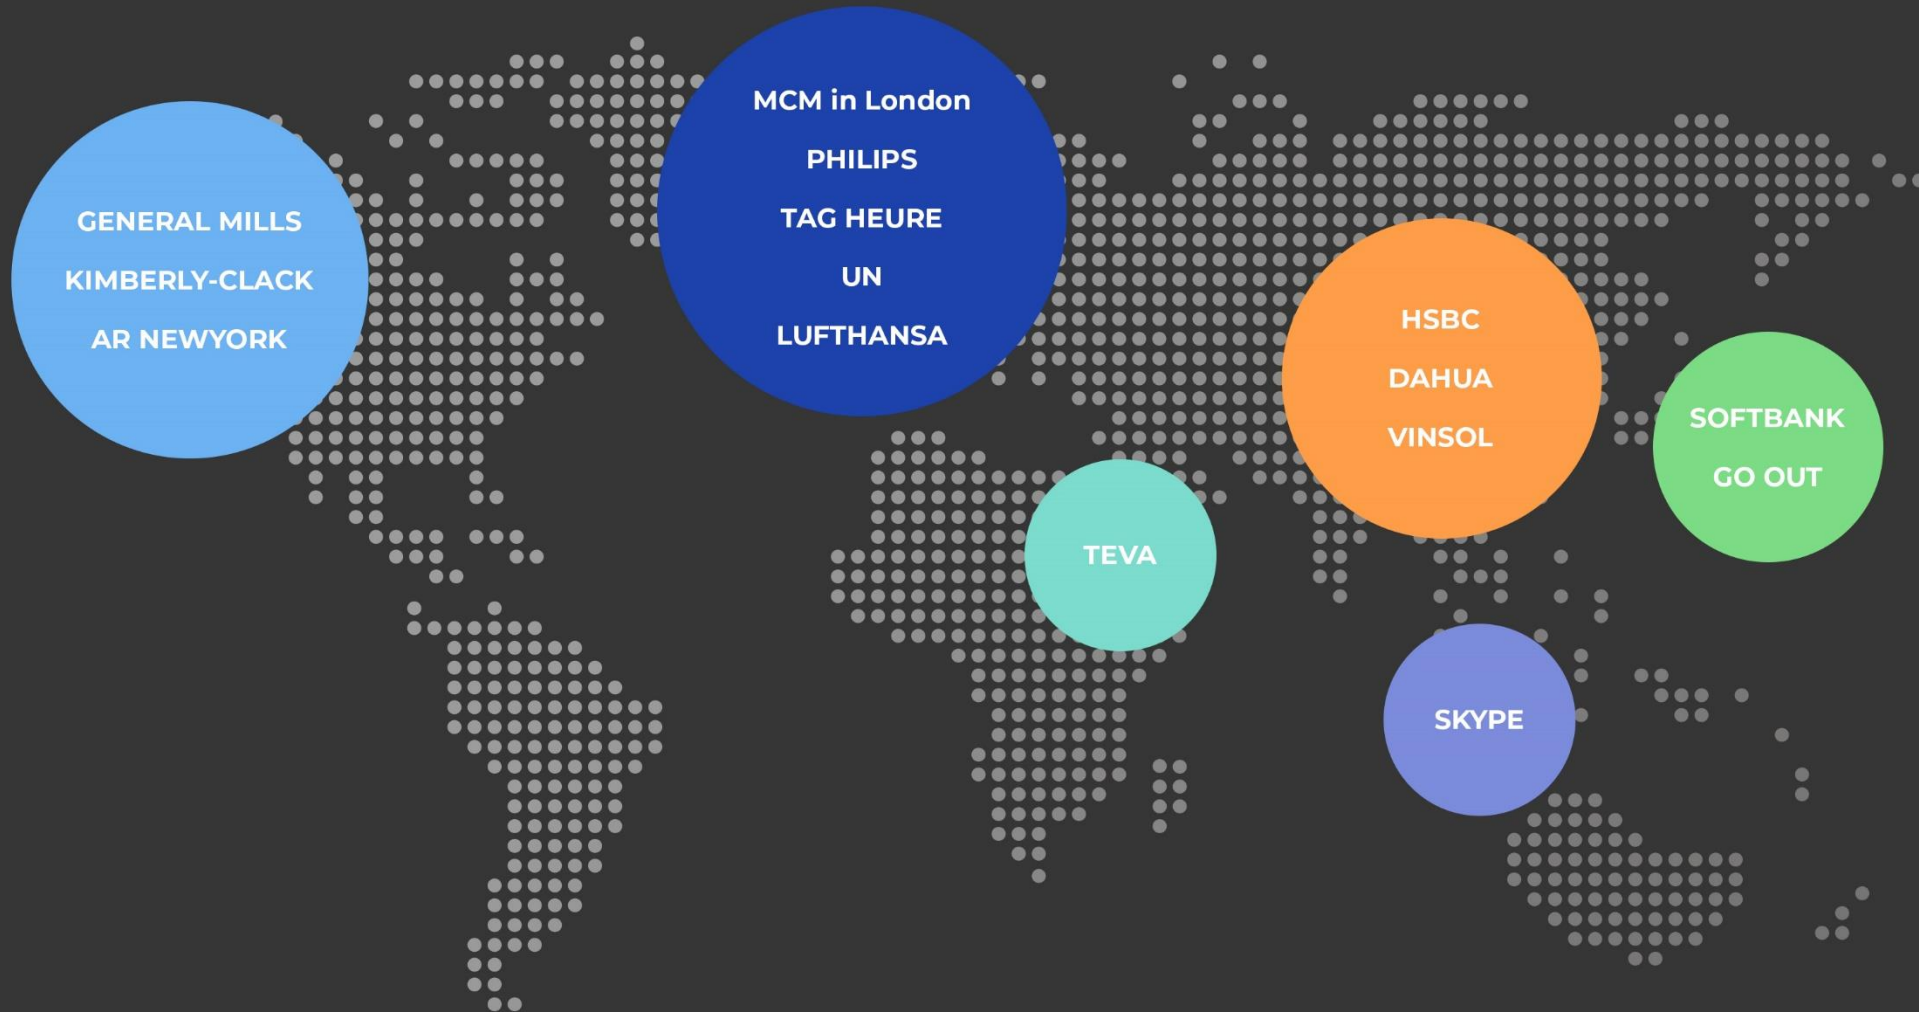 GENERAL MILLS
KIMBERLY-CLACK
AR NEWYORK
MCM in London
PHILIPS
TAG HEURE
UN
LUFTHANSA
HSBC
DAHUA
VINSOL
SOFTBANK
GO OUT
TEVA
SKYPE